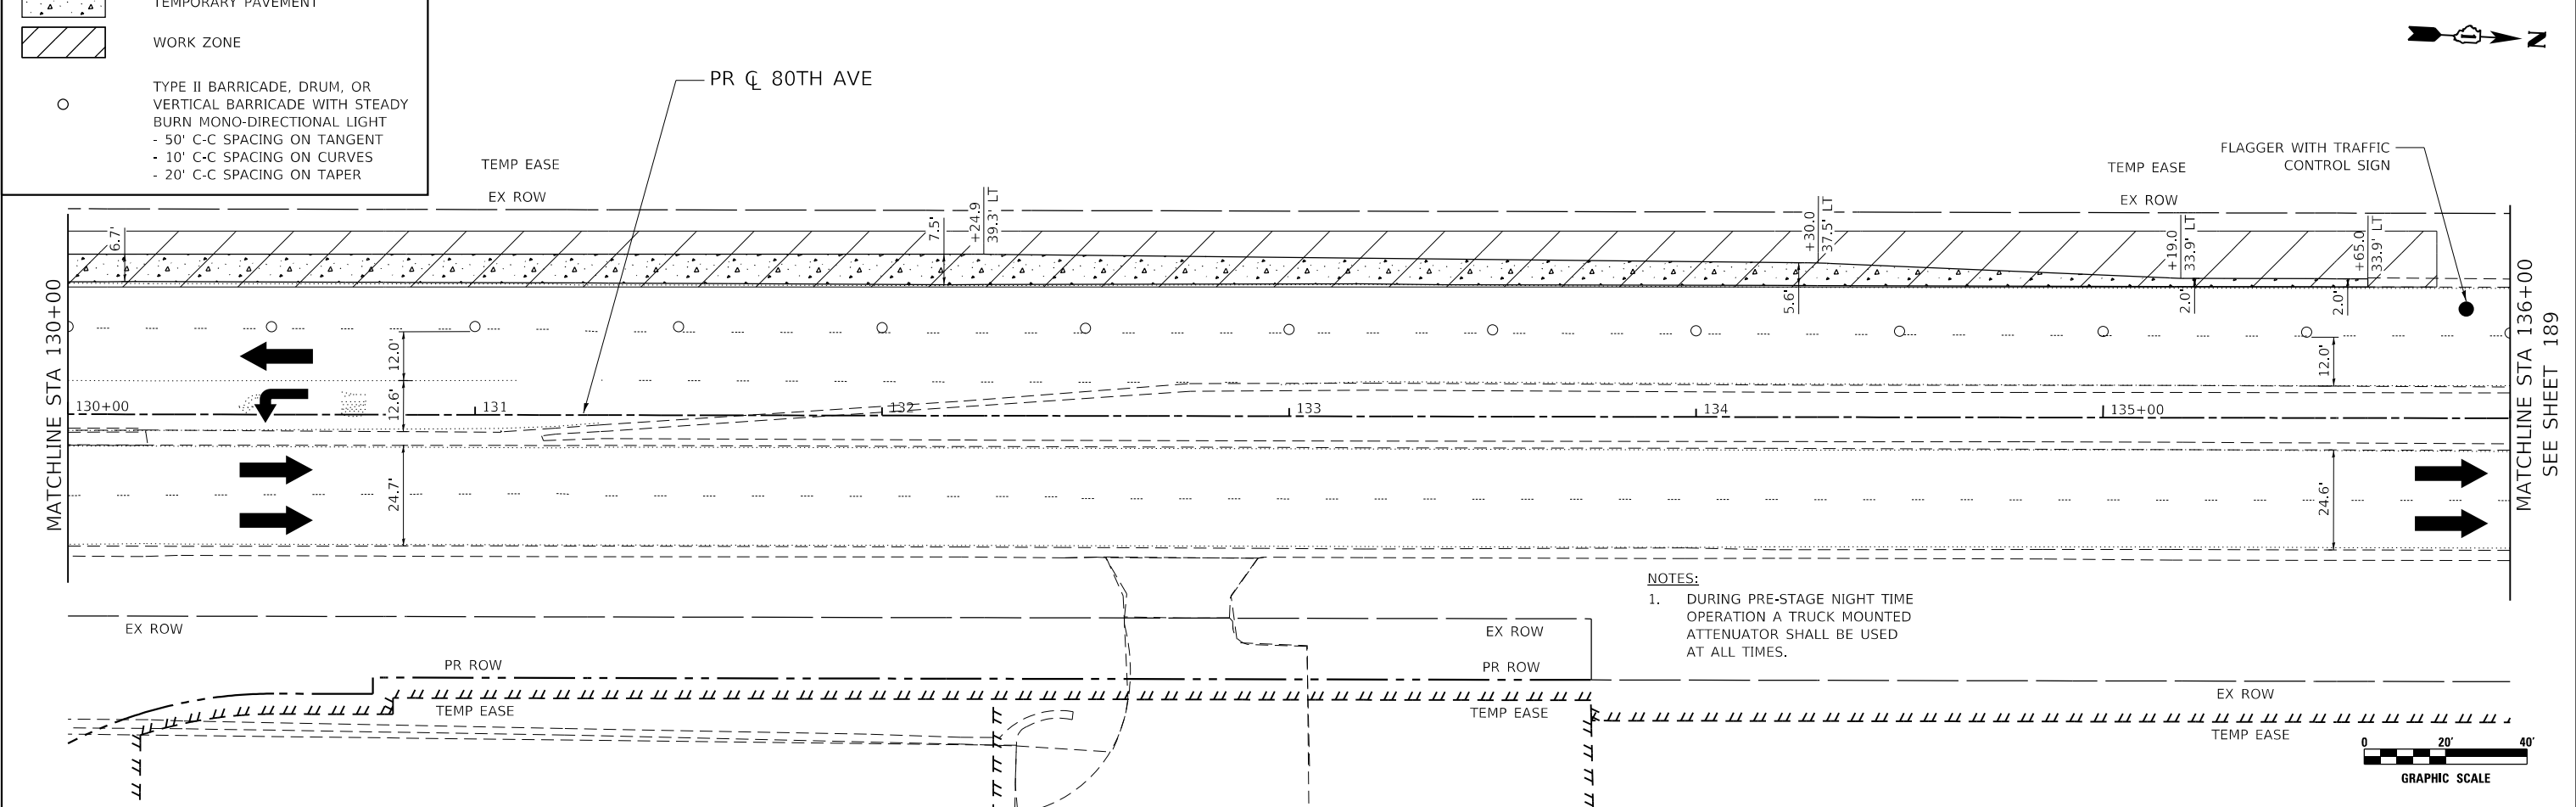 TEMPORARY PAVEMENT
WORK ZONE
TYPE II BARRICADE, DRUM, OR
VERTICAL BARRICADE WITH STEADY
BURN MONO-DIRECTIONAL LIGHT
- 50' C-C SPACING ON TANGENT
- 10' C-C SPACING ON CURVES
- 20' C-C SPACING ON TAPER
PR ℄ 80TH AVE
N
FLAGGER WITH TRAFFIC
CONTROL SIGN
TEMP EASE
EX ROW
TEMP EASE
EX ROW
6.7'
7.5'
+24.9
39.3' LT
+30.0
37.5' LT
5.6'
+19.0
33.9' LT
2.0'
+65.0
33.9' LT
2.0'
MATCHLINE STA 130+00
12.0'
12.6'
24.7'
130+00
131
132
133
134
135+00
12.0'
24.6'
MATCHLINE STA 136+00
SEE SHEET 189
NOTES:
1. DURING PRE-STAGE NIGHT TIME
OPERATION A TRUCK MOUNTED
ATTENUATOR SHALL BE USED
AT ALL TIMES.
EX ROW
EX ROW
PR ROW
PR ROW
EX ROW
TEMP EASE
TEMP EASE
TEMP EASE
0 20' 40'
GRAPHIC SCALE